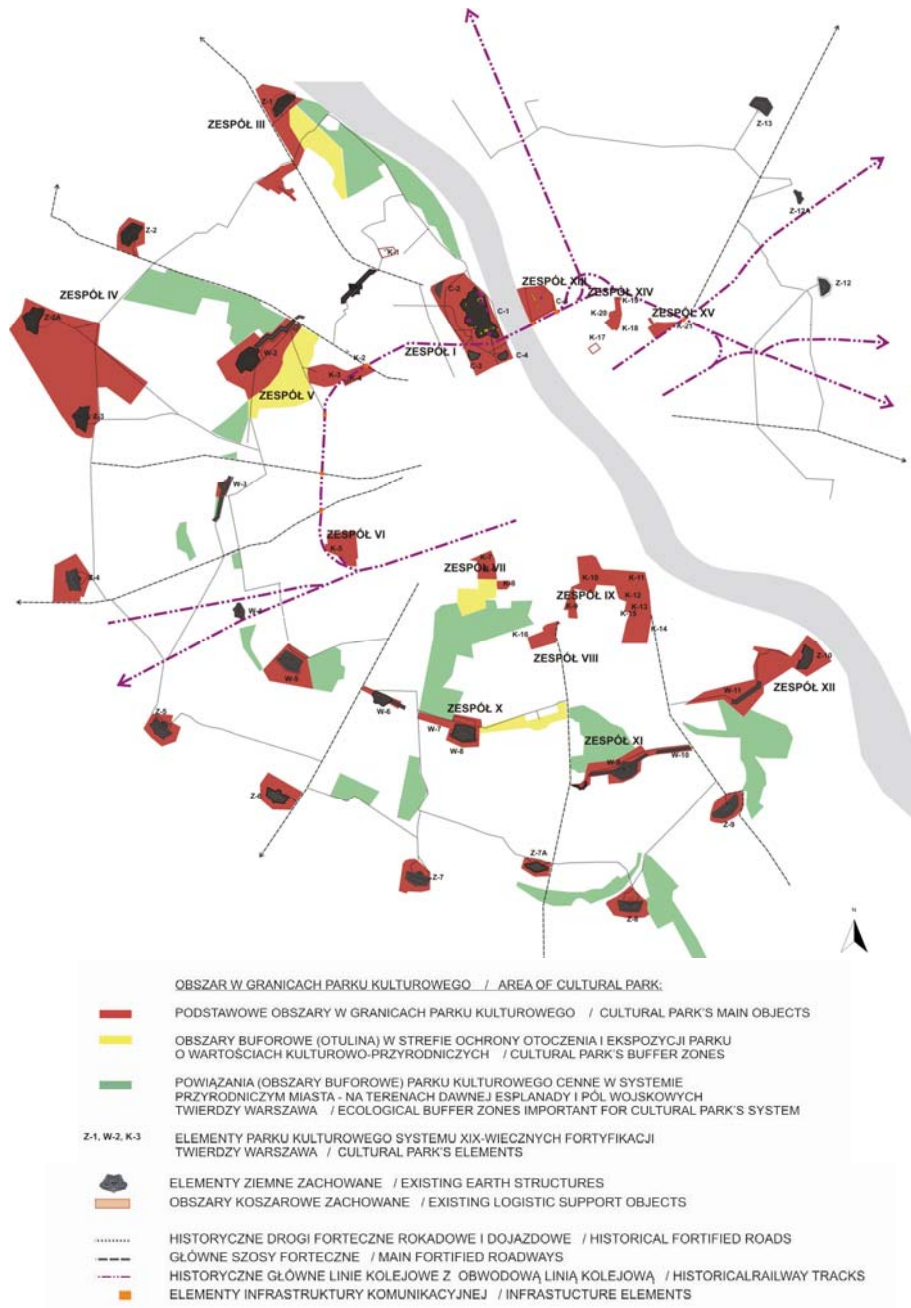 Z-1
ZESPÓŁ III
Z-13
Z-12A
Z-2
K-1
ZESPÓŁ IV
Z-2A
C-2
ZESPÓŁ XIII
C-1
ZESPÓŁ XIV
K-19
K-20
K-18
ZESPÓŁ XV
K-21
K-17
Z-12
W-2
K-2
ZESPÓŁ I
C-3
C-4
K-3
ZESPÓŁ V
Z-3
W-3
ZESPÓŁ VI
K-5
K-7
ZESPÓŁ VII
K-8
K-10
K-11
Z-4
ZESPÓŁ IX
K-12
K-9
K-13
K-15
W-4
K-16
K-14
ZESPÓŁ VIII
W-5
Z-10
ZESPÓŁ XII
W-11
W-6
ZESPÓŁ X
Z-5
W-7
W-8
ZESPÓŁ XI
W-9
W-10
Z-6
Z-9
Z-7A
Z-7
Z-8
N
OBSZAR W GRANICACH PARKU KULTUROWEGO / AREA OF CULTURAL PARK:
PODSTAWOWE OBSZARY W GRANICACH PARKU KULTUROWEGO / CULTURAL PARK'S MAIN OBJECTS
OBSZARY BUFOROWE (OTULINA) W STREFIE OCHRONY OTOCZENIA I EKSPOZYCJI PARKU
O WARTOŚCIACH KULTUROWO-PRZYRODNICZYCH / CULTURAL PARK'S BUFFER ZONES
POWIĄZANIA (OBSZARY BUFOROWE) PARKU KULTUROWEGO CENNE W SYSTEMIE
PRZYRODNICZYM MIASTA - NA TERENACH DAWNEJ ESPLANADY I PÓL WOJSKOWYCH
TWIERDZY WARSZAWA / ECOLOGICAL BUFFER ZONES IMPORTANT FOR CULTURAL PARK'S SYSTEM
Z-1, W-2, K-3 ELEMENTY PARKU KULTUROWEGO SYSTEMU XIX-WIECZNYCH FORTYFIKACJI
TWIERDZY WARSZAWA / CULTURAL PARK'S ELEMENTS
ELEMENTY ZIEMNE ZACHOWANE / EXISTING EARTH STRUCTURES
OBSZARY KOSZAROWE ZACHOWANE / EXISTING LOGISTIC SUPPORT OBJECTS
HISTORYCZNE DROGI FORTECZNE ROKADOWE I DOJAZDOWE / HISTORICAL FORTIFIED ROADS
GŁÓWNE SZOSY FORTECZNE / MAIN FORTIFIED ROADWAYS
HISTORYCZNE GŁÓWNE LINIE KOLEJOWE Z OBWODOWĄ LINIĄ KOLEJOWĄ / HISTORICALRAILWAY TRACKS
ELEMENTY INFRASTRUKTURY KOMUNIKACYJNEJ / INFRASTUCTURE ELEMENTS